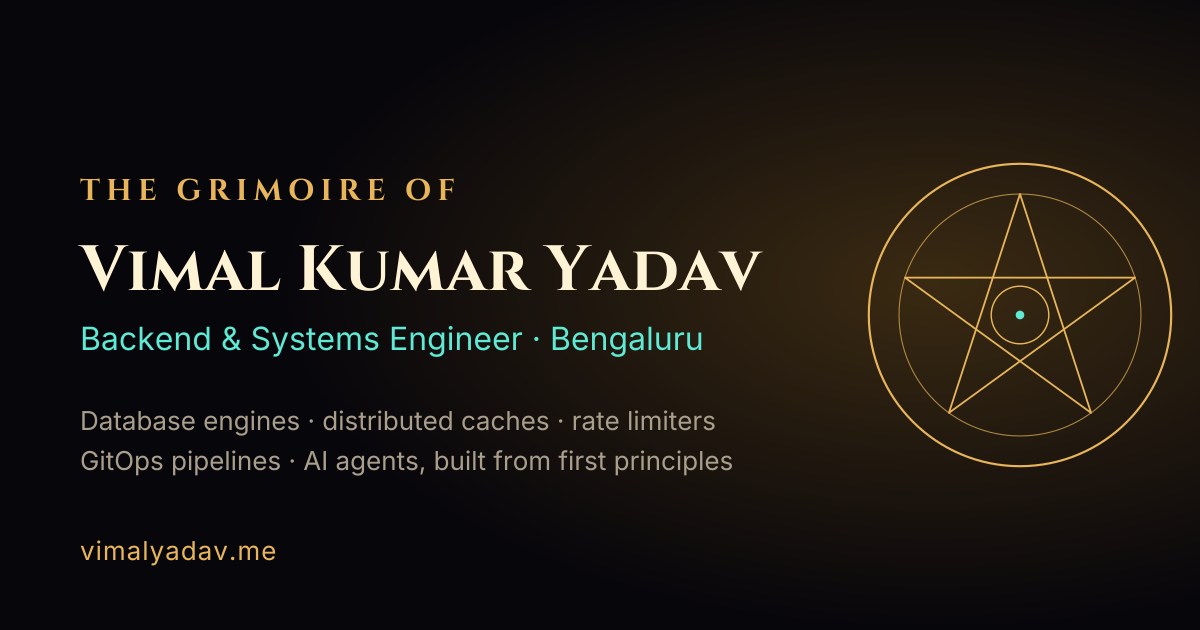 THE GRIMOIRE OF
Vimal Kumar Yadav
Backend & Systems Engineer · Bengaluru
Database engines · distributed caches · rate limiters
GitOps pipelines · AI agents, built from first principles
vimalyadav.me